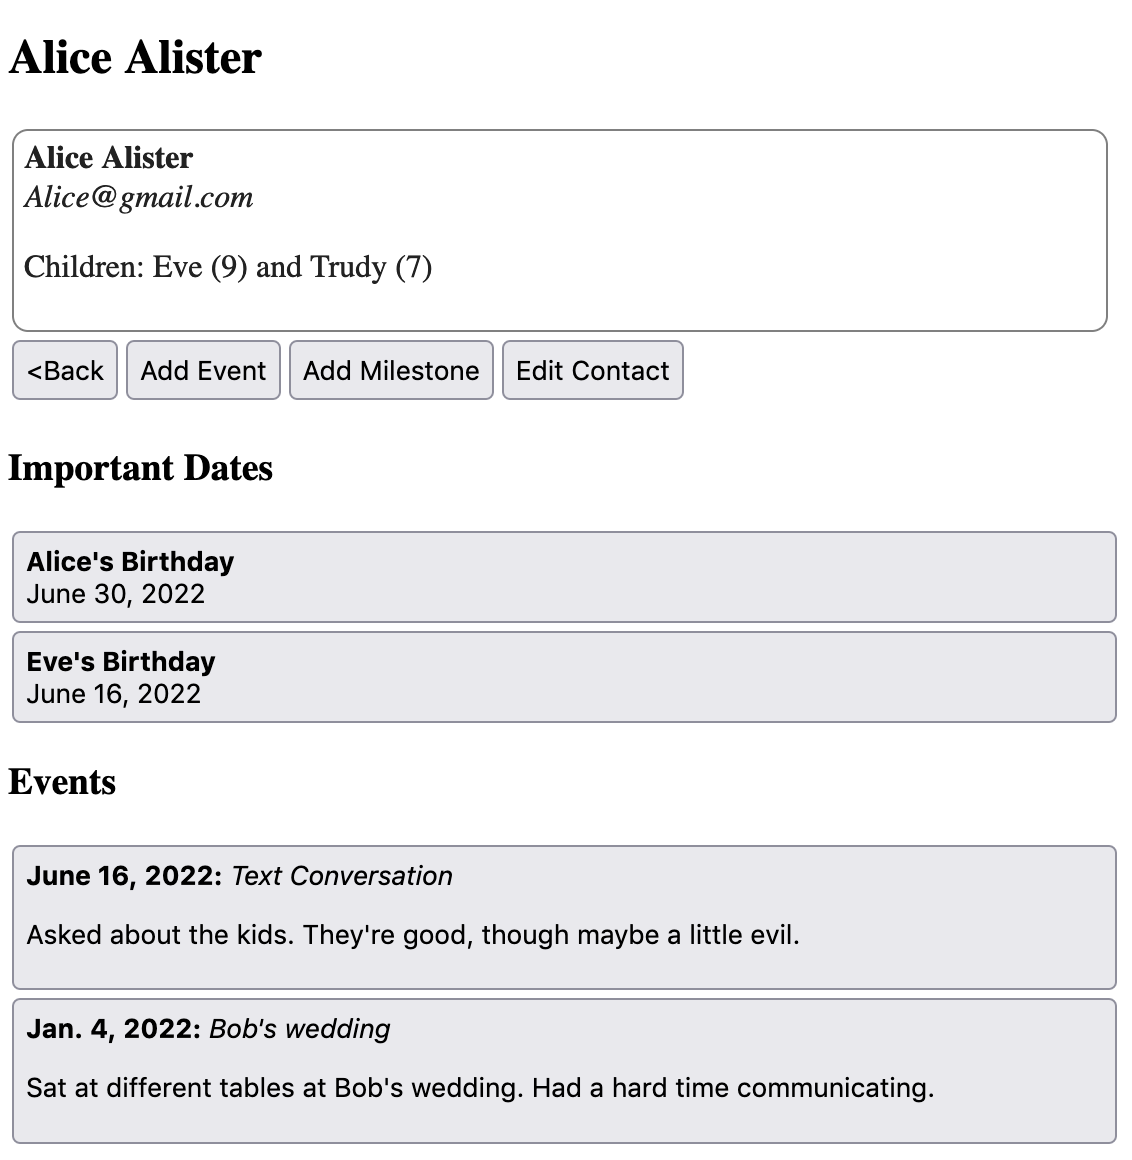 Alice Alister
Alice Alister
Alice@gmail.com
Children: Eve (9) and Trudy (7)
<Back Add Event Add Milestone Edit Contact
Important Dates
Alice's Birthday
June 30, 2022
Eve's Birthday
June 16, 2022
Events
June 16, 2022: Text Conversation
Asked about the kids. They're good, though maybe a little evil.
Jan. 4, 2022: Bob's wedding
Sat at different tables at Bob's wedding. Had a hard time communicating.